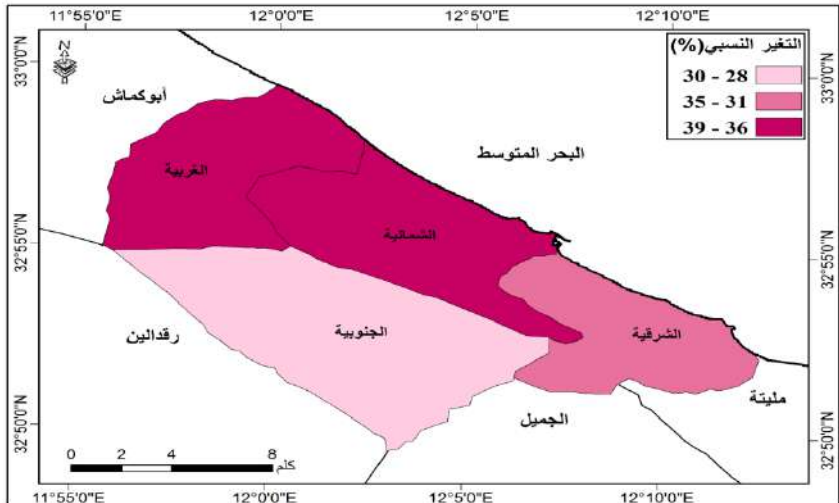 11°55'0"E 12°0'0"E 12°5'0"E 12°10'0"E
التغير النسبي(%)
28 - 30
31 - 35
36 - 39
N
33°0'0"N
33°0'0"N
أبوكماش
البحر المتوسط
الغربية
الشمالية
32°55'0"N
32°55'0"N
الشرقية
الجنوبية
رقدالين
مليتة
الجميل
32°50'0"N
32°50'0"N
0 2 4 8
كلم
11°55'0"E 12°0'0"E 12°5'0"E 12°10'0"E